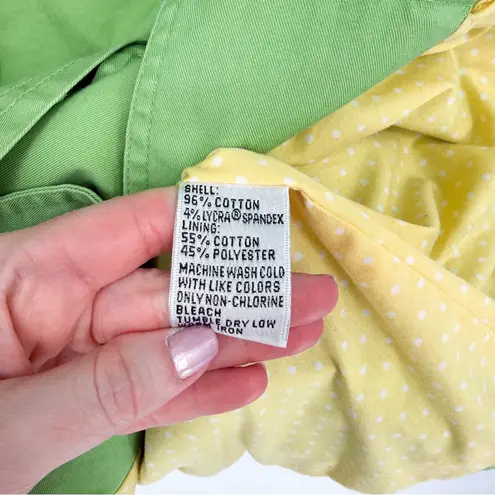 SHELL:
96% COTTON
4% LYCRA® SPANDEX
LINING:
55% COTTON
45% POLYESTER
MACHINE WASH COLD
WITH LIKE COLORS
ONLY NON-CHLORINE
BLEACH
TUMBLE DRY LOW
IRON